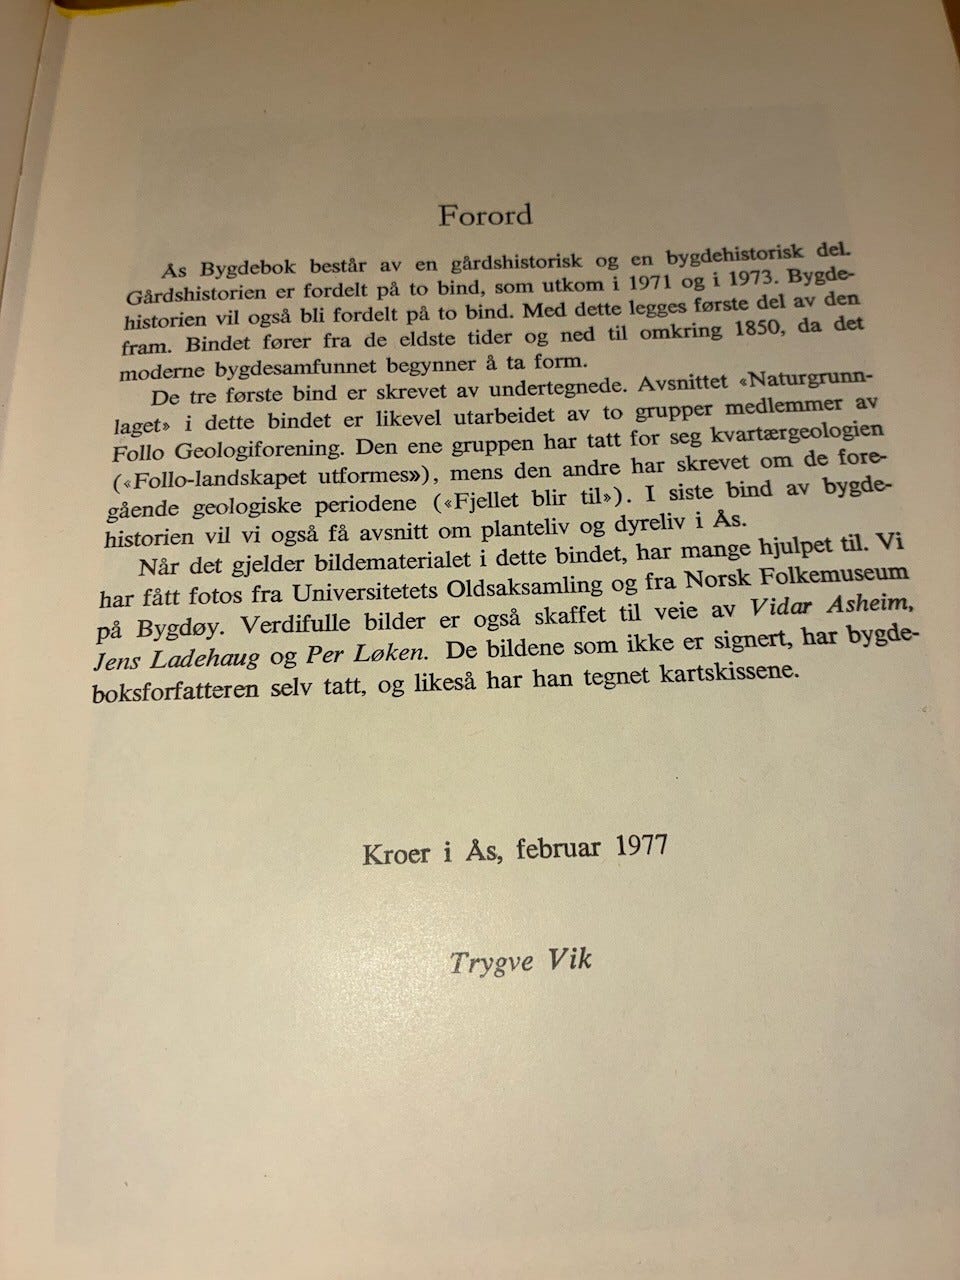 Forord
Ås Bygdebok består av en gårdshistorisk og en bygdehistorisk del.
Gårdshistorien er fordelt på to bind, som utkom i 1971 og i 1973. Bygde-
historien vil også bli fordelt på to bind. Med dette legges første del av den
fram. Bindet fører fra de eldste tider og ned til omkring 1850, da det
moderne bygdesamfunnet begynner å ta form.
De tre første bind er skrevet av undertegnede. Avsnittet «Naturgrunn-
laget» i dette bindet er likevel utarbeidet av to grupper medlemmer av
Follo Geologiforening. Den ene gruppen har tatt for seg kvartærgeologien
(«Follo-landskapet utformes»), mens den andre har skrevet om de fore-
gående geologiske periodene («Fjellet blir til»). I siste bind av bygde-
historien vil vi også få avsnitt om planteliv og dyreliv i Ås.
Når det gjelder bildematerialet i dette bindet, har mange hjulpet til. Vi
har fått fotos fra Universitetets Oldsaksamling og fra Norsk Folkemuseum
på Bygdøy. Verdifulle bilder er også skaffet til veie av Vidar Asheim,
Jens Ladehaug og Per Løken. De bildene som ikke er signert, har bygde-
boksforfatteren selv tatt, og likeså har han tegnet kartskissene.
Kroer i Ås, februar 1977
Trygve Vik